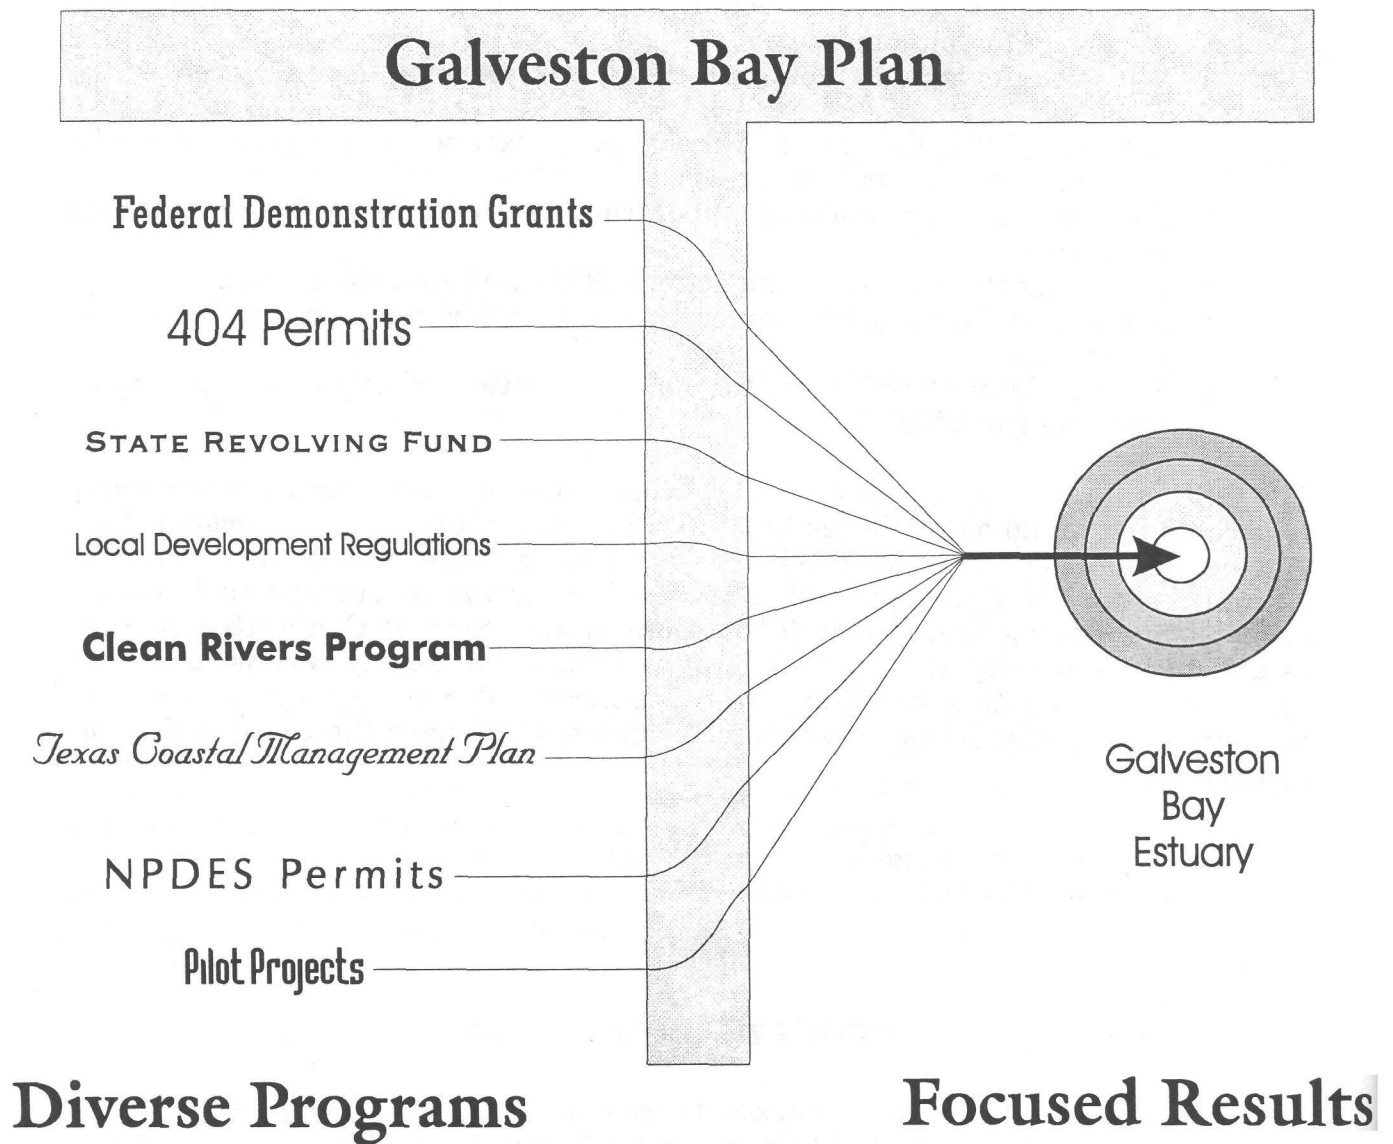 Galveston Bay Plan
Federal Demonstration Grants
404 Permits
STATE REVOLVING FUND
Local Development Regulations
Clean Rivers Program
Texas Coastal Management Plan
NPDES Permits
Pilot Projects
Galveston
Bay
Estuary
Diverse Programs
Focused Results